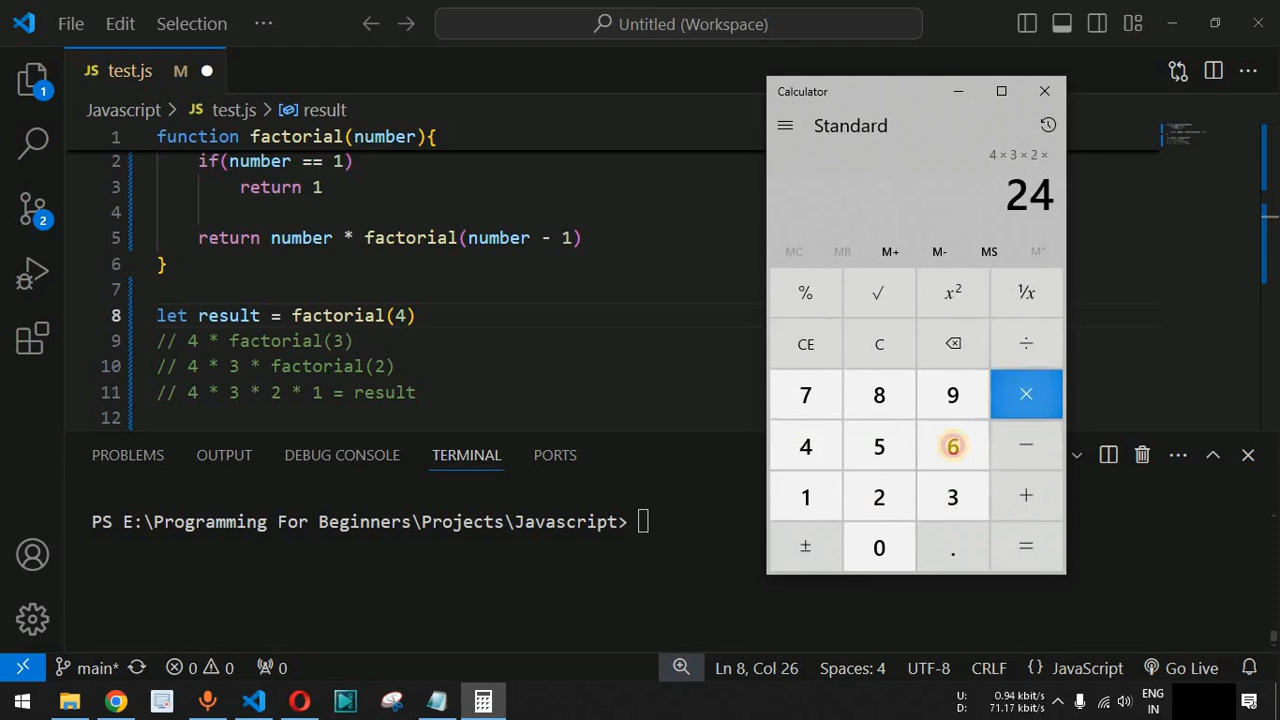 File Edit Selection ··· Untitled (Workspace)
JS test.js M
Javascript > JS test.js > result
1 function factorial(number){
2 if(number == 1)
3 return 1
4
5 return number * factorial(number - 1)
6 }
7
8 let result = factorial(4)
9 // 4 * factorial(3)
10 // 4 * 3 * factorial(2)
11 // 4 * 3 * 2 * 1 = result
12
1
2
PROBLEMS OUTPUT DEBUG CONSOLE TERMINAL PORTS
PS E:\Programming For Beginners\Projects\Javascript>
Calculator
Standard
4 × 3 × 2 ×
24
MC MR M+ M- MS M˅
% √ x² ¹/x
CE C ÷
7 8 9 ×
4 5 6 −
1 2 3 +
± 0 . =
main* 0 0 0 Ln 8, Col 26 Spaces: 4 UTF-8 CRLF {} JavaScript Go Live
U: 0.94 kbit/s
D: 71.17 kbit/s
ENG
IN